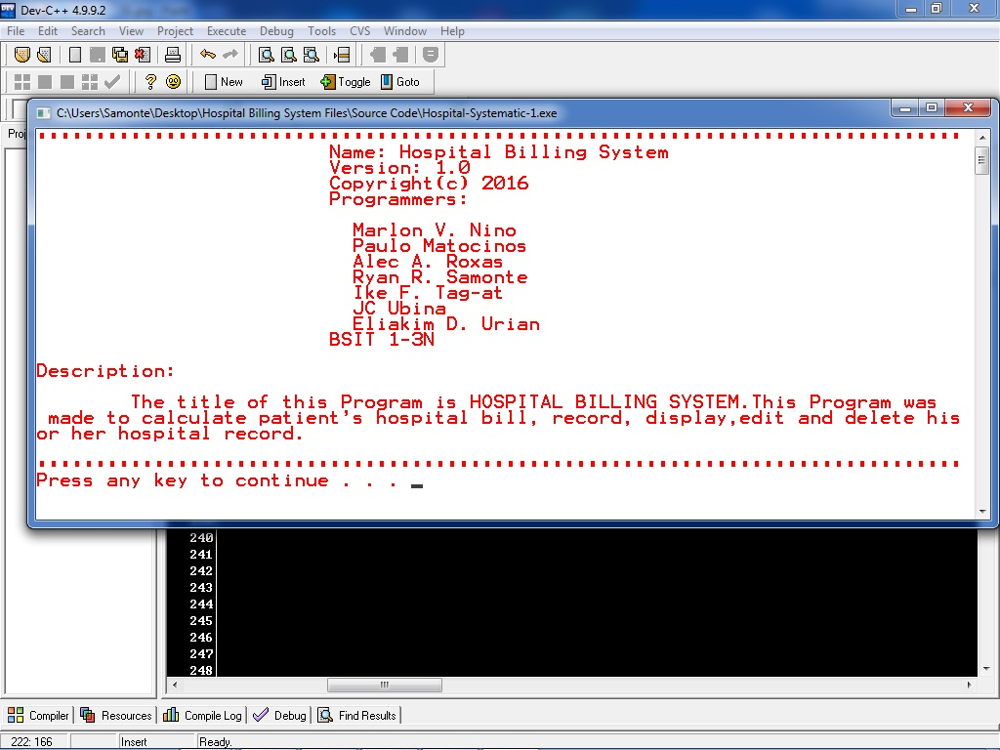 Dev-C++ 4.9.9.2
File Edit Search View Project Execute Debug Tools CVS Window Help
New Insert Toggle Goto
C:\Users\Samonte\Desktop\Hospital Billing System Files\Source Code\Hospital-Systematic-1.exe
Proj
Name: Hospital Billing System
Version: 1.0
Copyright(c) 2016
Programmers:
Marlon V. Nino
Paulo Matocinos
Alec A. Roxas
Ryan R. Samonte
Ike F. Tag-at
JC Ubina
Eliakim D. Urian
BSIT 1-3N
Description:
The title of this Program is HOSPITAL BILLING SYSTEM.This Program was
made to calculate patient's hospital bill, record, display,edit and delete his
or her hospital record.
Press any key to continue . . . _
240
241
242
243
244
245
246
247
248
Compiler Resources Compile Log Debug Find Results
222: 166 Insert Ready.